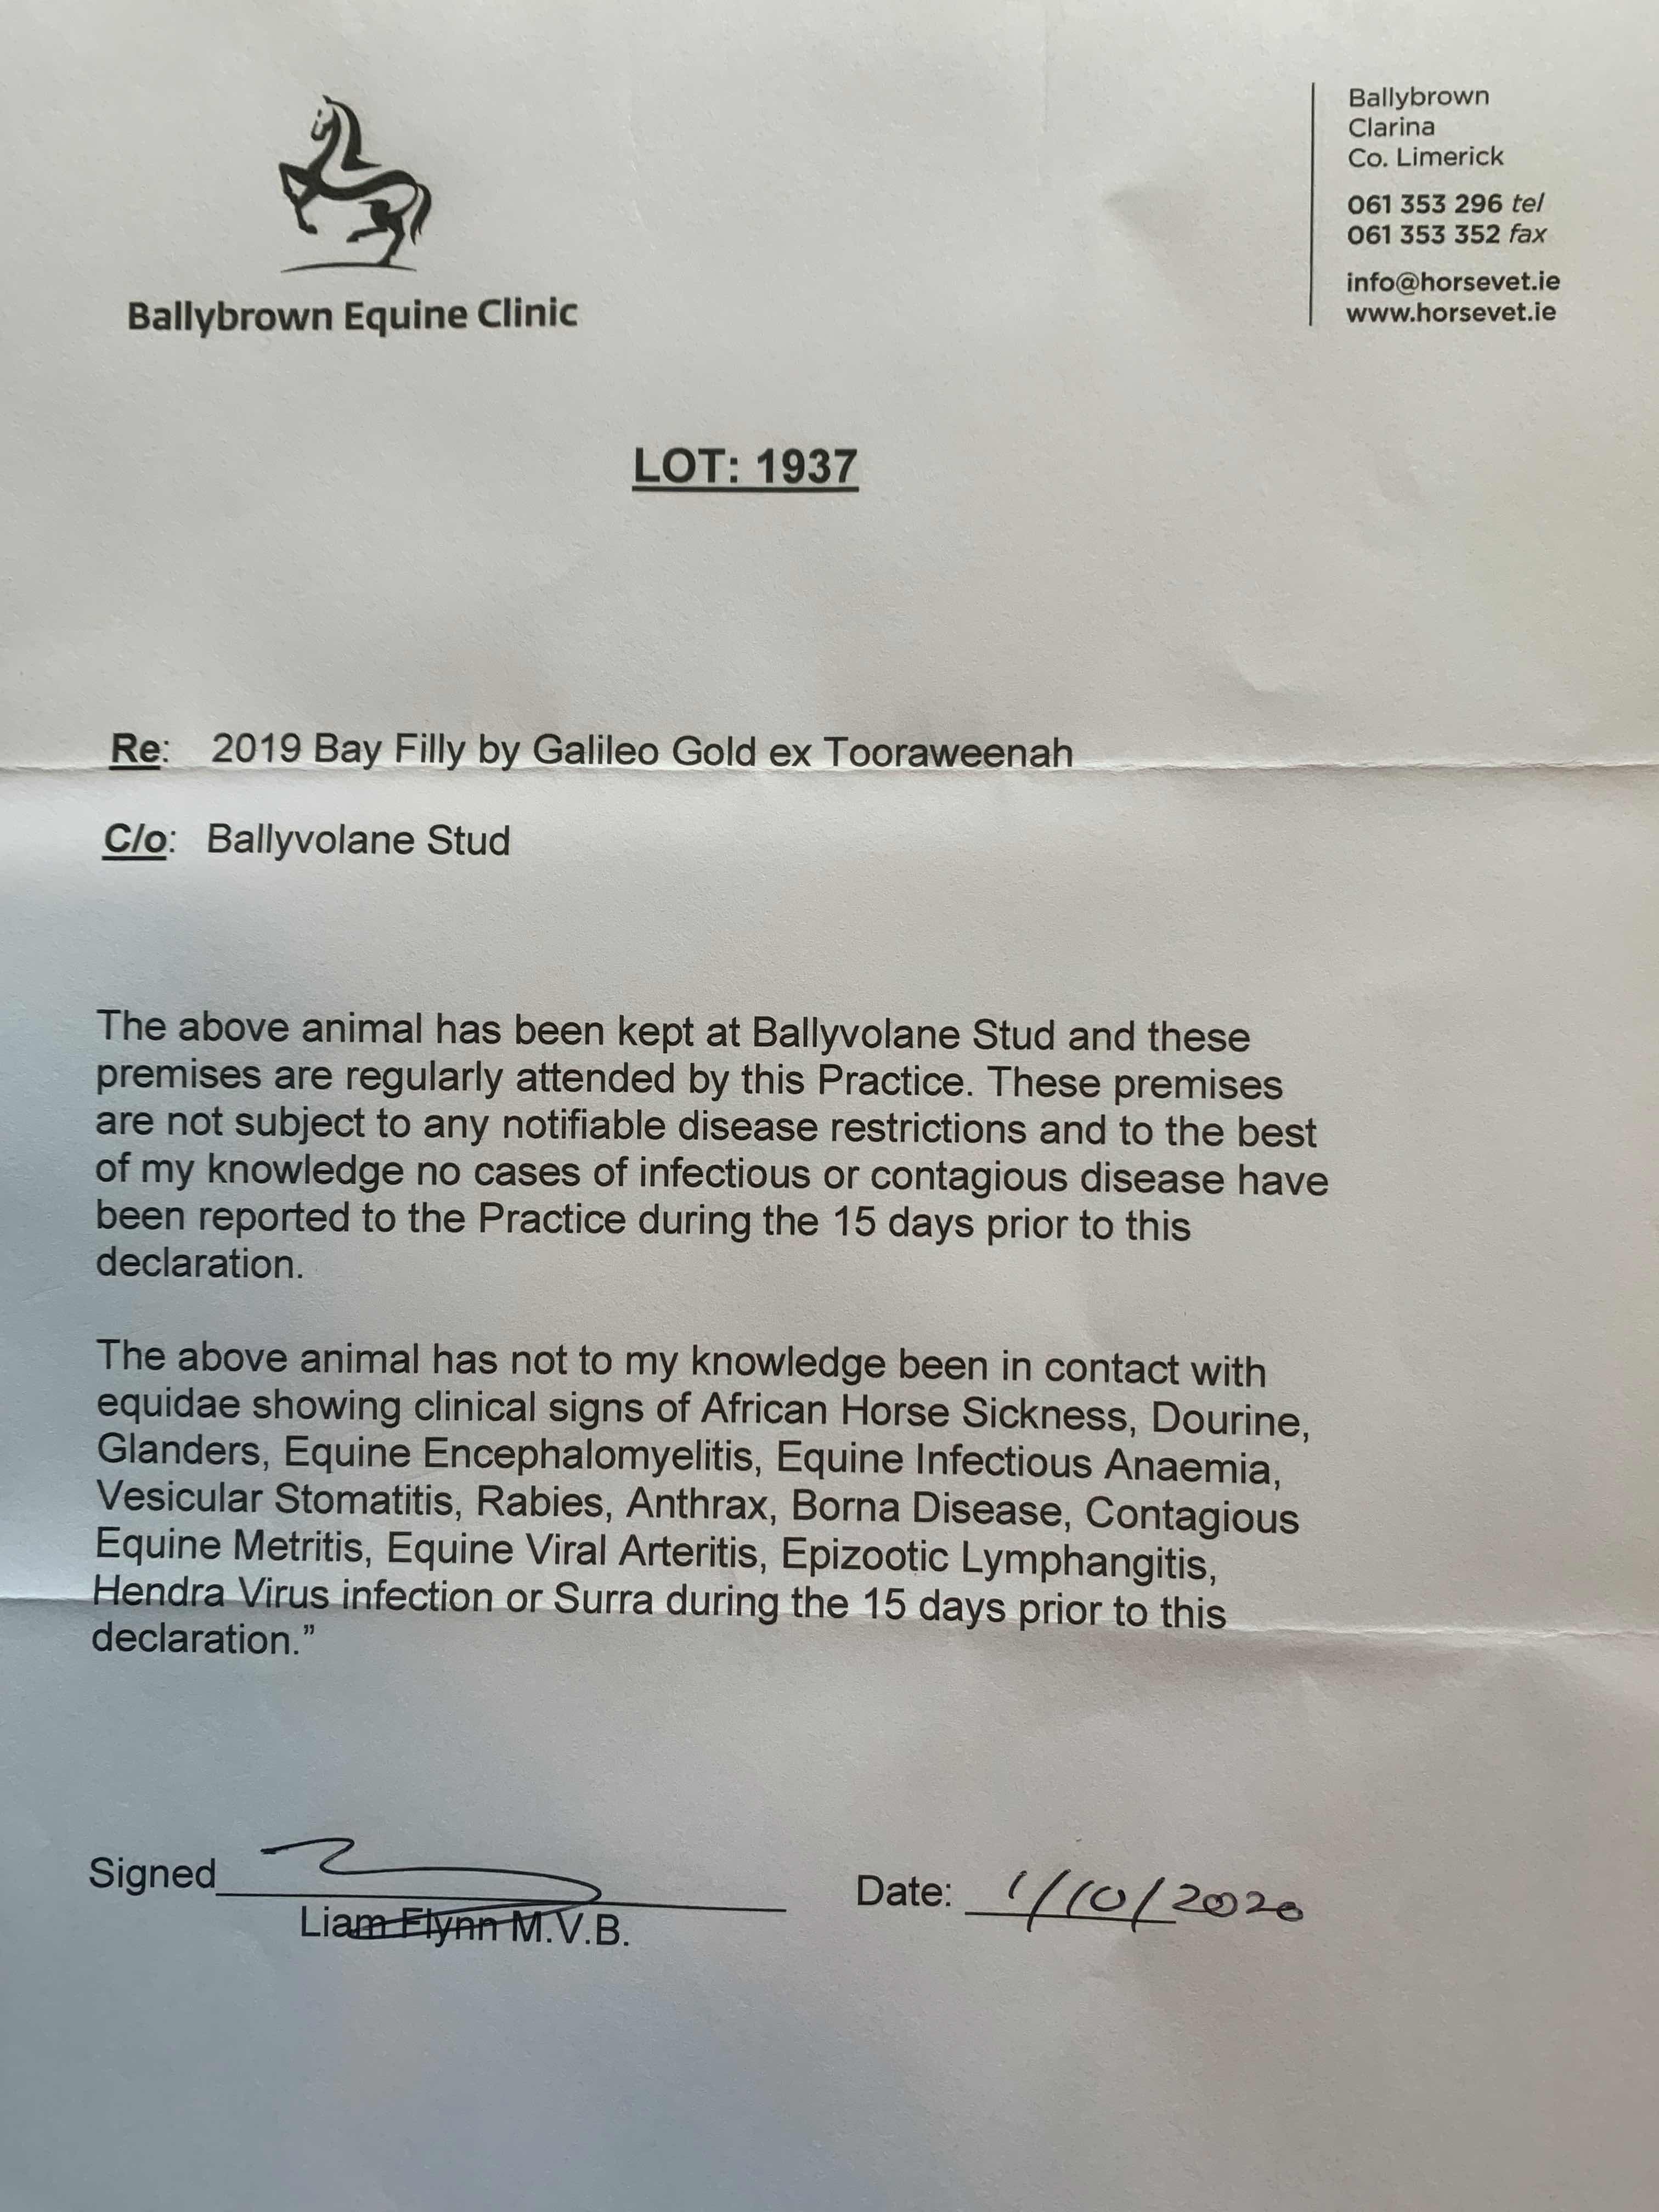 Ballybrown Equine Clinic
Ballybrown
Clarina
Co. Limerick
061 353 296 tel
061 353 352 fax
info@horsevet.ie
www.horsevet.ie
LOT: 1937
Re: 2019 Bay Filly by Galileo Gold ex Tooraweenah
C/o: Ballyvolane Stud
The above animal has been kept at Ballyvolane Stud and these
premises are regularly attended by this Practice. These premises
are not subject to any notifiable disease restrictions and to the best
of my knowledge no cases of infectious or contagious disease have
been reported to the Practice during the 15 days prior to this
declaration.
The above animal has not to my knowledge been in contact with
equidae showing clinical signs of African Horse Sickness, Dourine,
Glanders, Equine Encephalomyelitis, Equine Infectious Anaemia,
Vesicular Stomatitis, Rabies, Anthrax, Borna Disease, Contagious
Equine Metritis, Equine Viral Arteritis, Epizootic Lymphangitis,
Hendra Virus infection or Surra during the 15 days prior to this
declaration.”
Signed Date: 1/10/2020
Liam Flynn M.V.B.